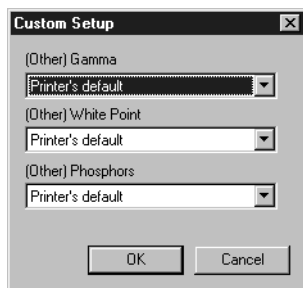 Custom Setup
(Other) Gamma
Printer's default
(Other) White Point
Printer's default
(Other) Phosphors
Printer's default
OK Cancel